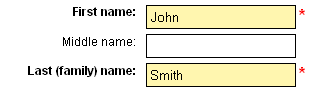 First name: John *
Middle name:
Last (family) name: Smith *